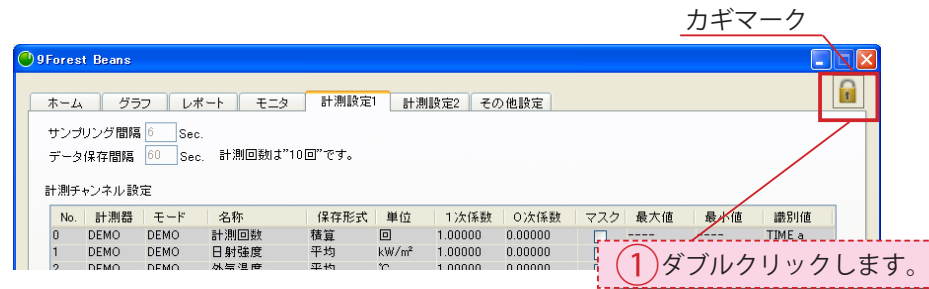 カギマーク
9Forest Beans
ホーム グラフ レポート モニタ 計測設定1 計測設定2 その他設定
サンプリング間隔 6 Sec.
データ保存間隔 60 Sec. 計測回数は"10回"です。
計測チャンネル設定
No. 計測器 モード 名称 保存形式 単位 1次係数 0次係数 マスク 最大値 最小値 識別値
0 DEMO DEMO 計測回数 積算 回 1.00000 0.00000 ---- ---- TIME_a
1 DEMO DEMO 日射強度 平均 kW/m² 1.00000 0.00000
2 DEMO DEMO 外気温度 平均 ℃ 1.00000 0.00000
1 ダブルクリックします。